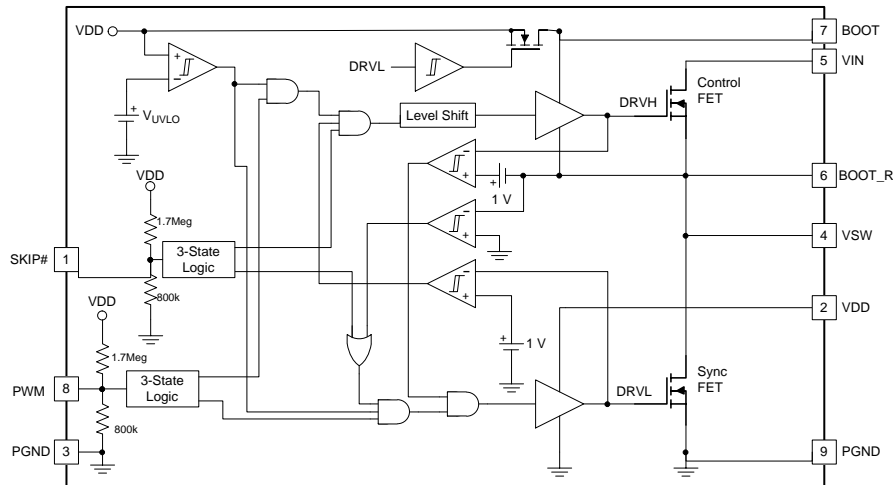 VDD
7
BOOT
5
VIN
DRVL
+
−
Control
FET
DRVH
+
VUVLO
Level Shift
−
+
VDD
+
1 V
6
BOOT_R
1.7Meg
−
+
4
VSW
SKIP#
1
3-State
Logic
−
+
800k
VDD
2
VDD
+
1 V
1.7Meg
Sync
FET
PWM
8
3-State
Logic
DRVL
800k
PGND
3
9
PGND